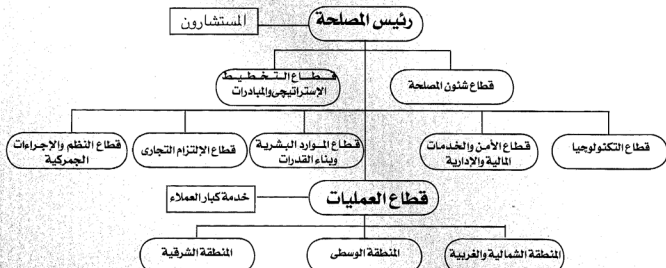 رئيس المصلحة
المستشارون
قطاع شئون المصلحة
قطاع التخطيط
الإستراتيجى والمبادرات
قطاع التكنولوجيا
قطاع الأمن والخدمات
المالية والإدارية
قطاع الموارد البشرية
وبناء القدرات
قطاع الإلتزام التجارى
قطاع النظم والإجراءات
الجمركية
قطاع العمليات
خدمة كبار العملاء
المنطقة الشمالية والغربية
المنطقة الوسطى
المنطقة الشرقية